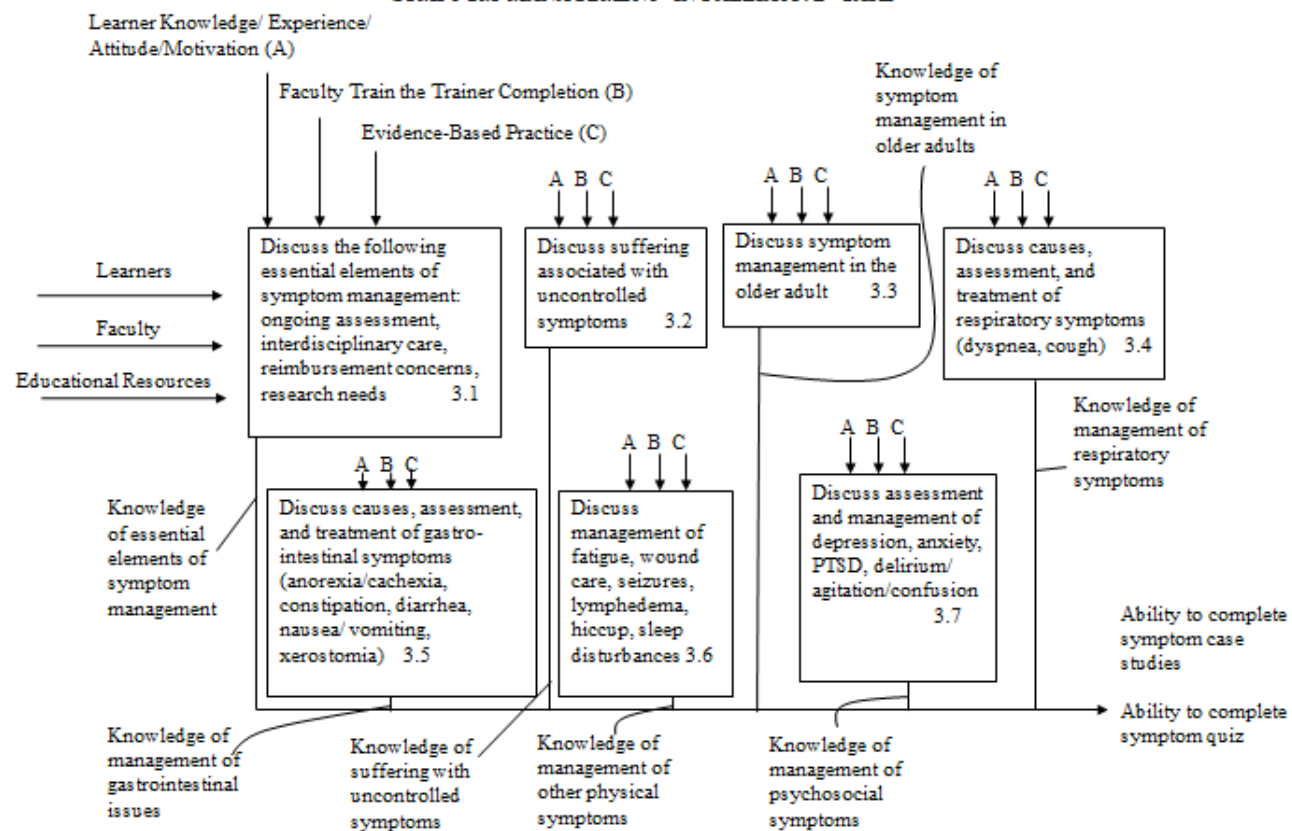 Learner Knowledge/ Experience/
Attitude/Motivation (A)
Faculty Train the Trainer Completion (B)
Evidence-Based Practice (C)
Knowledge of
symptom
management in
older adults
A B C
A B C
A B C
Learners
Faculty
Educational Resources
Discuss the following
essential elements of
symptom management:
ongoing assessment,
interdisciplinary care,
reimbursement concerns,
research needs 3.1
Discuss suffering
associated with
uncontrolled
symptoms 3.2
Discuss symptom
management in the
older adult 3.3
Discuss causes,
assessment, and
treatment of
respiratory symptoms
(dyspnea, cough) 3.4
Knowledge of
management of
respiratory
symptoms
A B C
A B C
A B C
Knowledge
of essential
elements of
symptom
management
Discuss causes, assessment,
and treatment of gastro-
intestinal symptoms
(anorexia/cachexia,
constipation, diarrhea,
nausea/ vomiting,
xerostomia) 3.5
Discuss
management of
fatigue, wound
care, seizures,
lymphedema,
hiccup, sleep
disturbances 3.6
Discuss assessment
and management of
depression, anxiety,
PTSD, delirium/
agitation/confusion
3.7
Ability to complete
symptom case
studies
Ability to complete
symptom quiz
Knowledge of
management of
gastrointestinal
issues
Knowledge of
suffering with
uncontrolled
symptoms
Knowledge of
management of
other physical
symptoms
Knowledge of
management of
psychosocial
symptoms